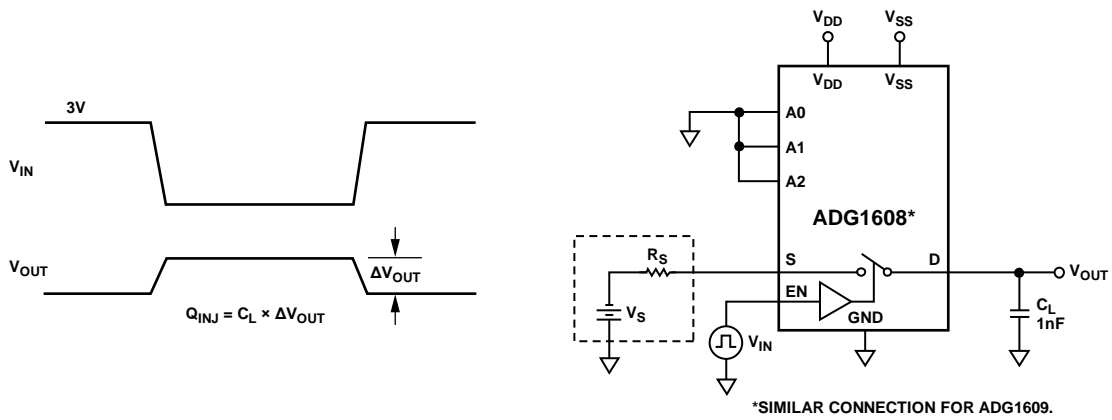 3V
V_IN
V_OUT
ΔV_OUT
Q_INJ = C_L × ΔV_OUT
V_DD
V_SS
V_DD
V_SS
A0
A1
A2
ADG1608*
R_S
S
D
V_OUT
EN
GND
V_S
V_IN
C_L
1nF
*SIMILAR CONNECTION FOR ADG1609.